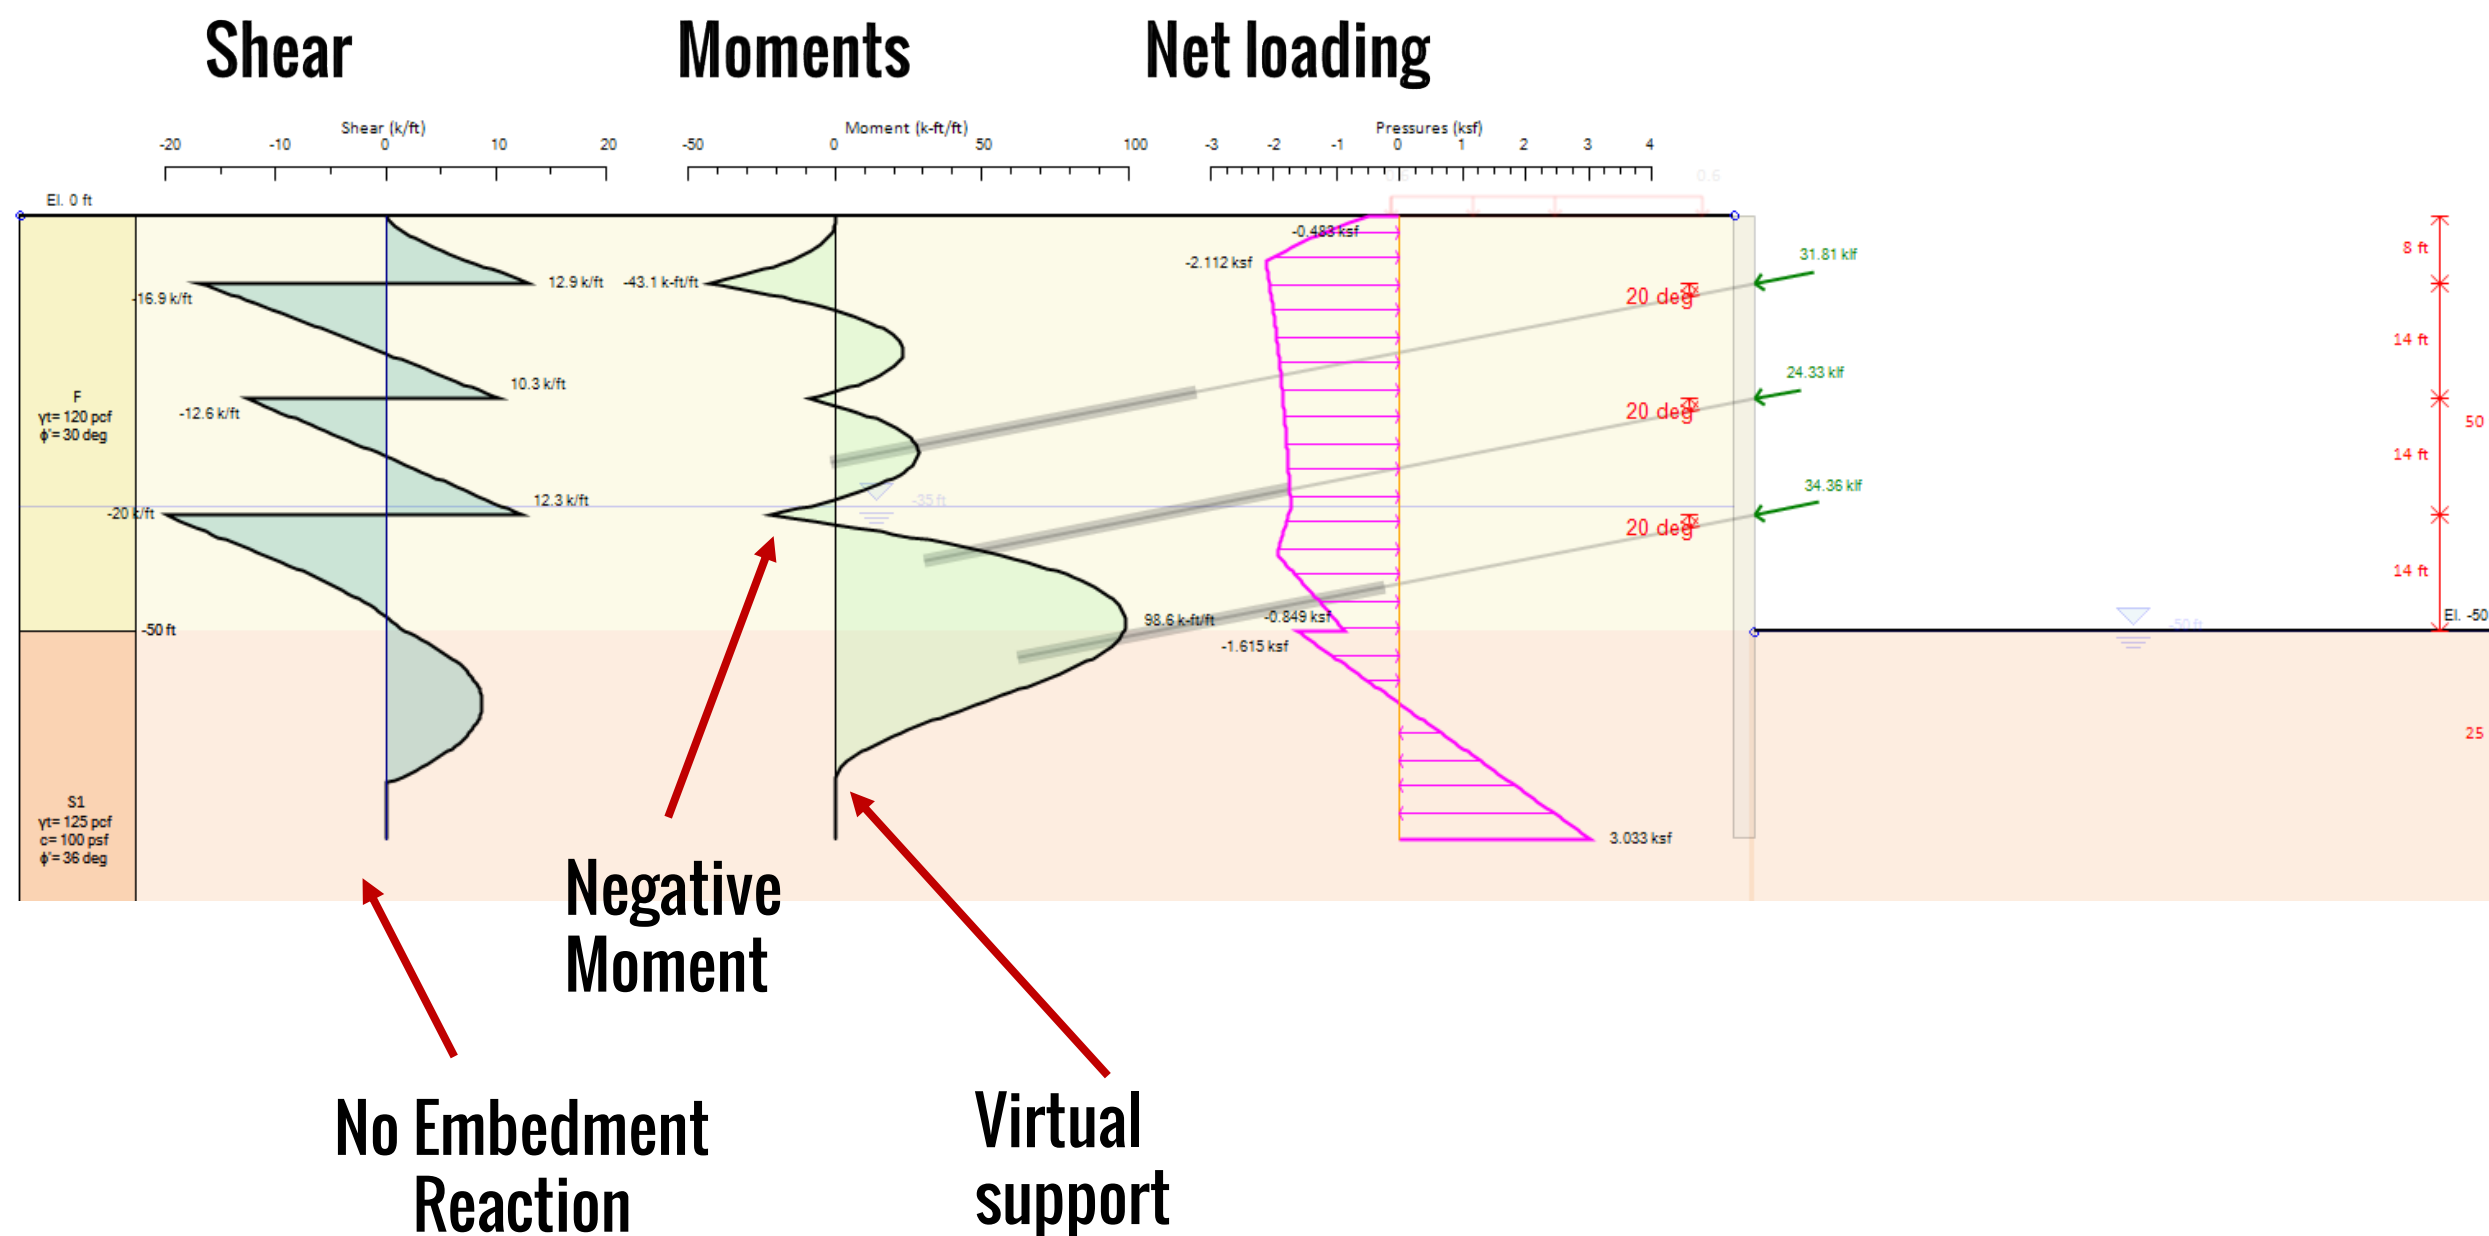 Shear
Moments
Net loading
Shear (k/ft)
Moment (k-ft/ft)
Pressures (ksf)
-20 -10 0 10 20
-50 0 50 100
-3 -2 -1 0 1 2 3 4
0.6
El. 0 ft
-0.483 ksf
8 ft
31.81 klf
-2.112 ksf
12.9 k/ft
-43.1 k-ft/ft
-16.9 k/ft
20 deg
14 ft
24.33 klf
10.3 k/ft
F
γt= 120 pcf
ϕ'= 30 deg
-12.6 k/ft
20 deg
50
14 ft
34.36 klf
12.3 k/ft
-35 ft
-20 k/ft
20 deg
14 ft
98.6 k-ft/ft
-0.849 ksf
El. -50
-50 ft
-50 ft
-1.615 ksf
25
S1
γt= 125 pcf
c= 100 psf
ϕ'= 36 deg
3.033 ksf
Negative
Moment
No Embedment
Reaction
Virtual
support